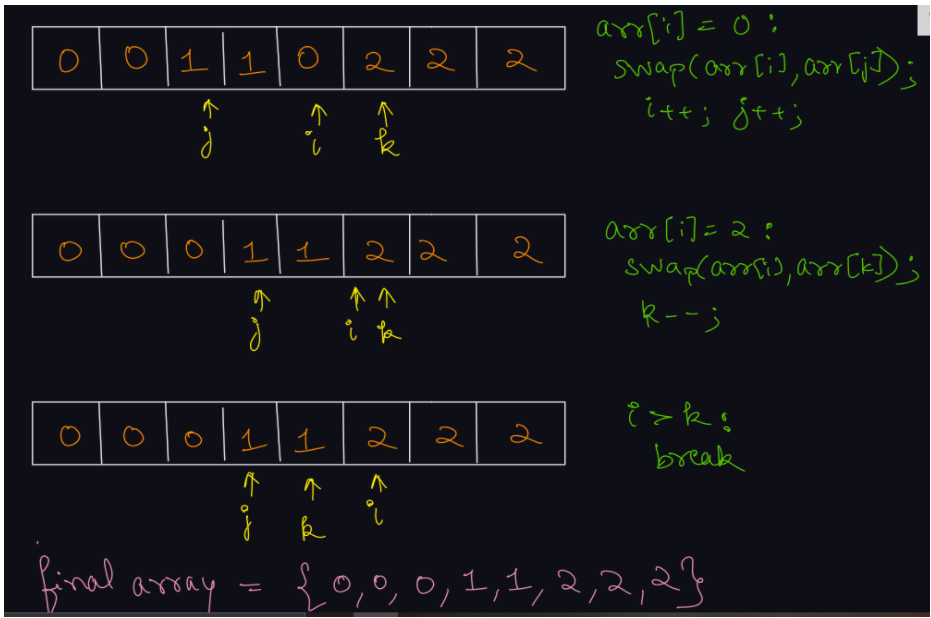 0 0 1 1 0 2 2 2
j i k
arr[i] = 0 :
swap(arr[i], arr[j]);
i++; j++;
0 0 0 1 1 2 2 2
j i k
arr[i] = 2 :
swap(arr[i], arr[k]);
k--;
0 0 0 1 1 2 2 2
j k i
i > k :
break
final array = {0,0,0,1,1,2,2,2}